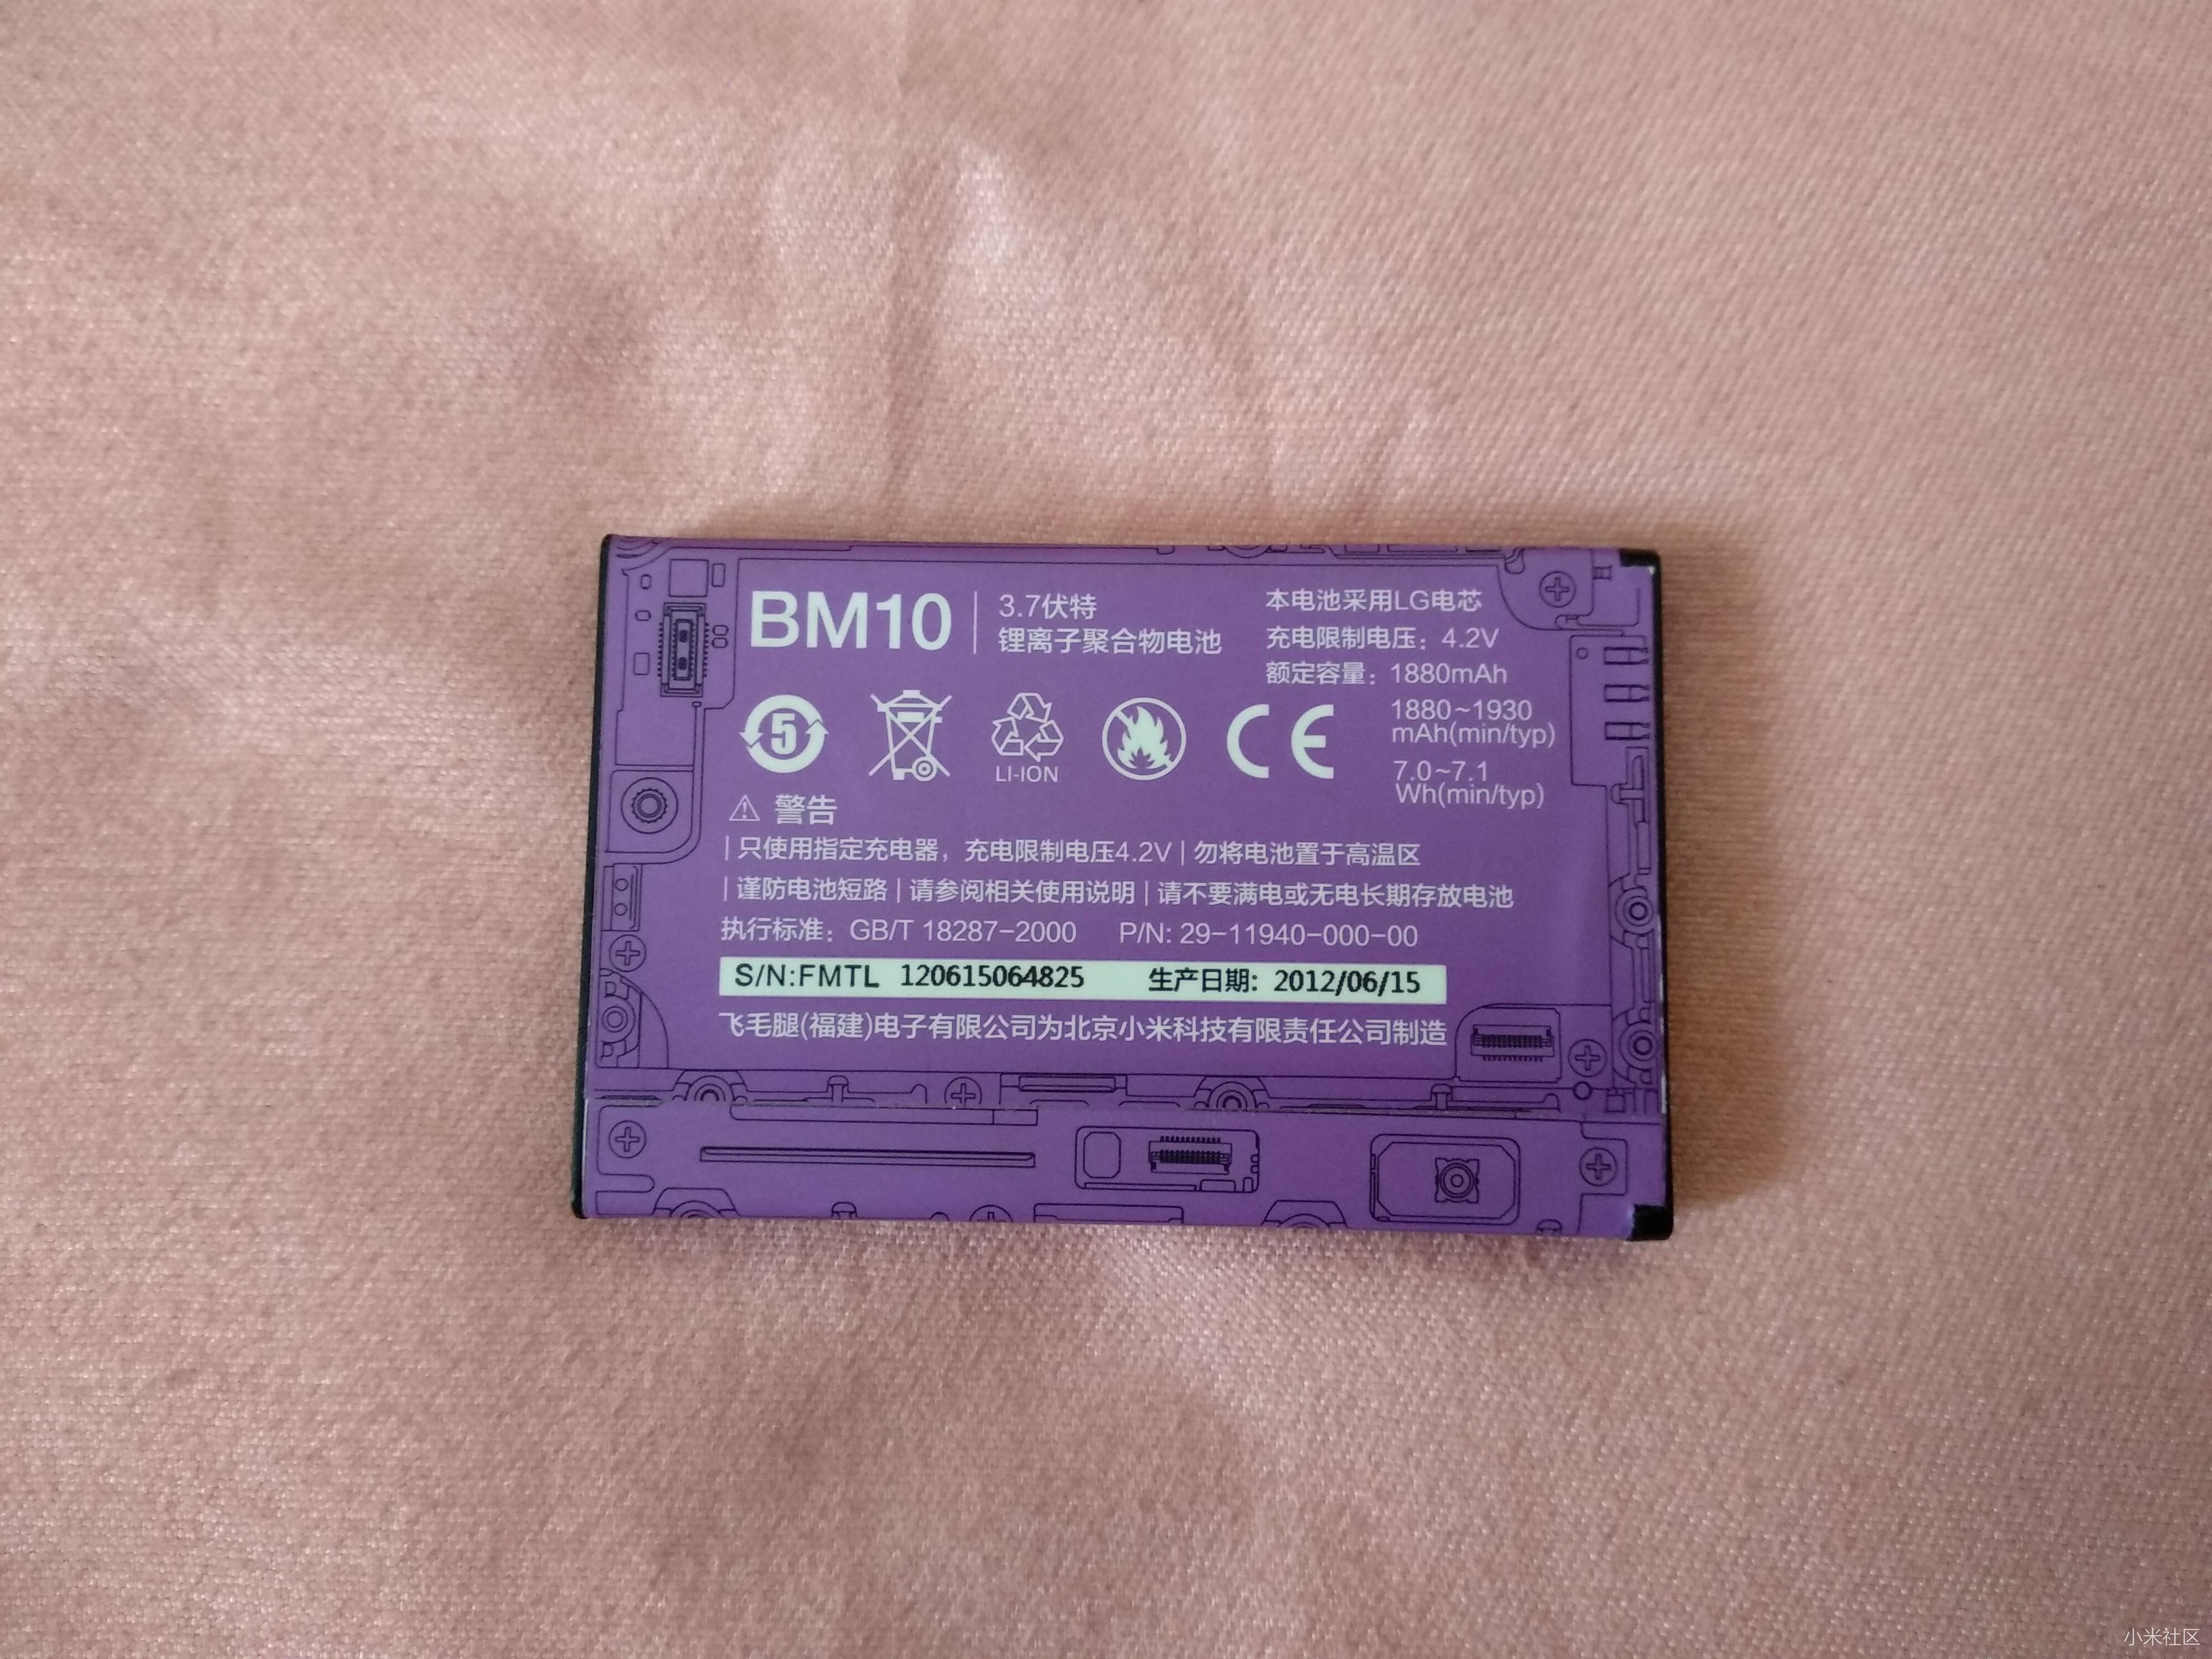 BM10
3.7伏特
锂离子聚合物电池
本电池采用LG电芯
充电限制电压：4.2V
额定容量：1880mAh
1880~1930
mAh(min/typ)
7.0~7.1
Wh(min/typ)
5
LI-ION
CE
警告
|只使用指定充电器，充电限制电压4.2V|勿将电池置于高温区
|谨防电池短路|请参阅相关使用说明|请不要满电或无电长期存放电池
执行标准：GB/T 18287-2000 P/N: 29-11940-000-00
S/N:FMTL 120615064825 生产日期: 2012/06/15
飞毛腿(福建)电子有限公司为北京小米科技有限责任公司制造
小米社区